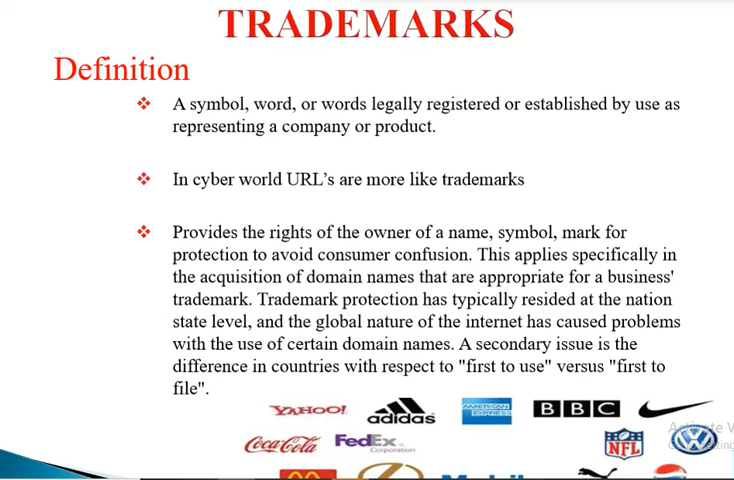 TRADEMARKS
Definition
❖ A symbol, word, or words legally registered or established by use as
representing a company or product.
❖ In cyber world URL’s are more like trademarks
❖ Provides the rights of the owner of a name, symbol, mark for
protection to avoid consumer confusion. This applies specifically in
the acquisition of domain names that are appropriate for a business'
trademark. Trademark protection has typically resided at the nation
state level, and the global nature of the internet has caused problems
with the use of certain domain names. A secondary issue is the
difference in countries with respect to "first to use" versus "first to
file".
YAHOO! adidas AMERICAN EXPRESS BBC
Coca-Cola FedEx Corporation NFL